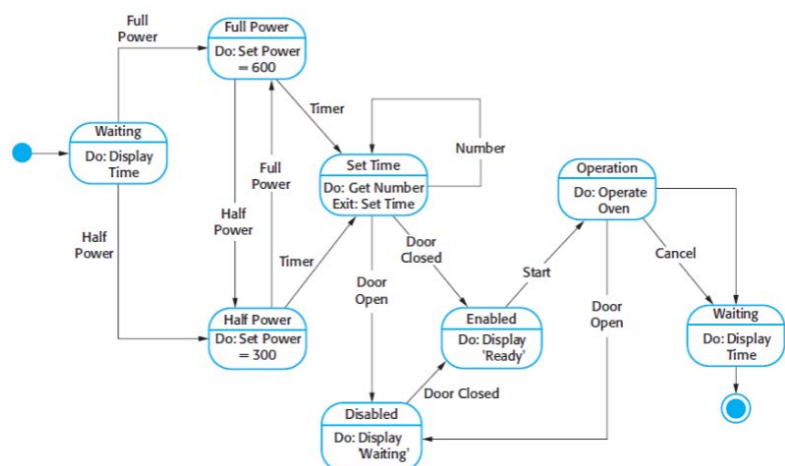 Full
Power
Full Power
Do: Set Power
= 600
Timer
Waiting
Do: Display
Time
Full
Power
Number
Set Time
Do: Get Number
Exit: Set Time
Operation
Do: Operate
Oven
Half
Power
Half
Power
Timer
Door
Closed
Cancel
Start
Door
Open
Door
Open
Half Power
Do: Set Power
= 300
Enabled
Do: Display
'Ready'
Waiting
Do: Display
Time
Door Closed
Disabled
Do: Display
'Waiting'